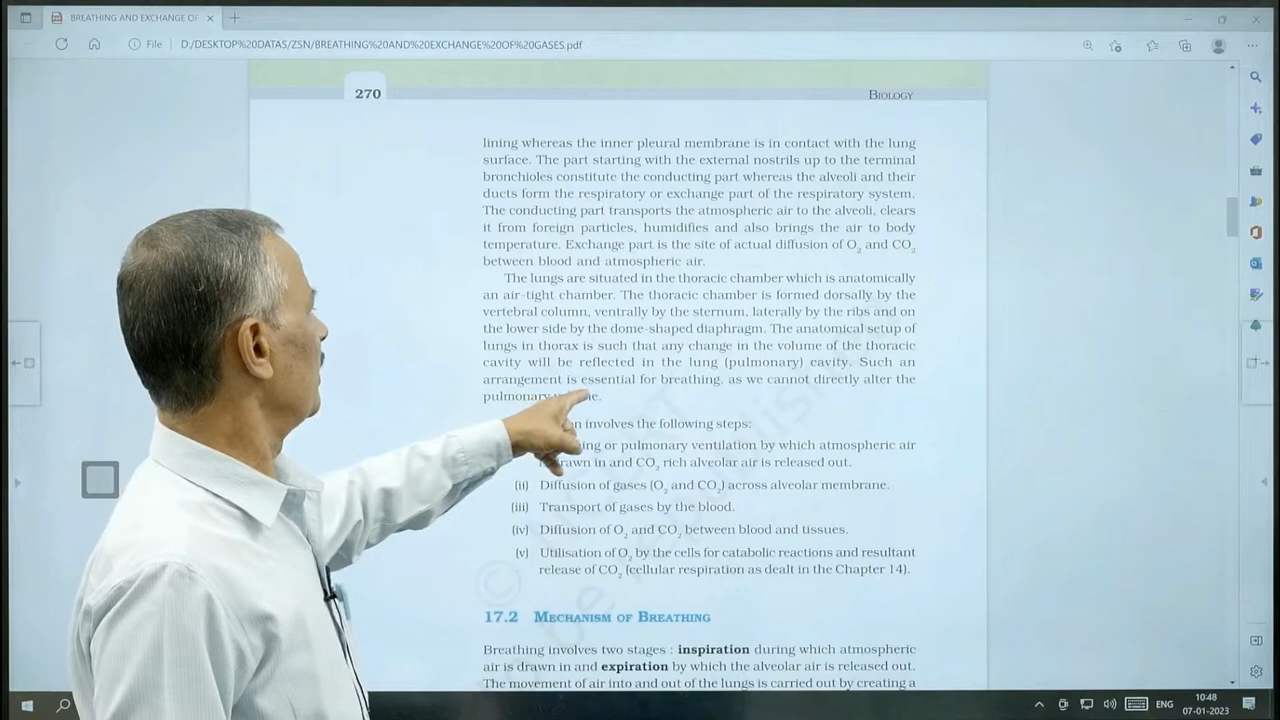 BREATHING AND EXCHANGE OF
File D:/DESKTOP%20DATAS/ZSN/BREATHING%20AND%20EXCHANGE%20OF%20GASES.pdf
270
BIOLOGY
lining whereas the inner pleural membrane is in contact with the lung
surface. The part starting with the external nostrils up to the terminal
bronchioles constitute the conducting part whereas the alveoli and their
ducts form the respiratory or exchange part of the respiratory system.
The conducting part transports the atmospheric air to the alveoli, clears
it from foreign particles, humidifies and also brings the air to body
temperature. Exchange part is the site of actual diffusion of O₂ and CO₂
between blood and atmospheric air.
The lungs are situated in the thoracic chamber which is anatomically
an air-tight chamber. The thoracic chamber is formed dorsally by the
vertebral column, ventrally by the sternum, laterally by the ribs and on
the lower side by the dome-shaped diaphragm. The anatomical setup of
lungs in thorax is such that any change in the volume of the thoracic
cavity will be reflected in the lung (pulmonary) cavity. Such an
arrangement is essential for breathing, as we cannot directly alter the
pulmonary
involves the following steps:
or pulmonary ventilation by which atmospheric air
in and CO₂ rich alveolar air is released out.
(ii) Diffusion of gases (O₂ and CO₂) across alveolar membrane.
(iii) Transport of gases by the blood.
(iv) Diffusion of O₂ and CO₂ between blood and tissues.
(v) Utilisation of O₂ by the cells for catabolic reactions and resultant
release of CO₂ (cellular respiration as dealt in the Chapter 14).
17.2 MECHANISM OF BREATHING
Breathing involves two stages : inspiration during which atmospheric
air is drawn in and expiration by which the alveolar air is released out.
The movement of air into and out of the lungs is carried out by creating a
ENG
10:48
07-01-2023